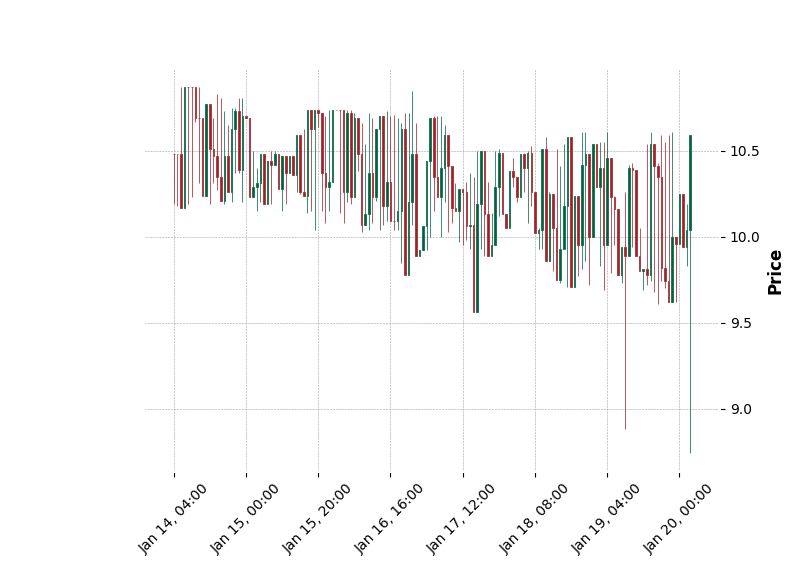 10.5
10.0
9.5
9.0
Price
Jan 14, 04:00
Jan 15, 00:00
Jan 15, 20:00
Jan 16, 16:00
Jan 17, 12:00
Jan 18, 08:00
Jan 19, 04:00
Jan 20, 00:00